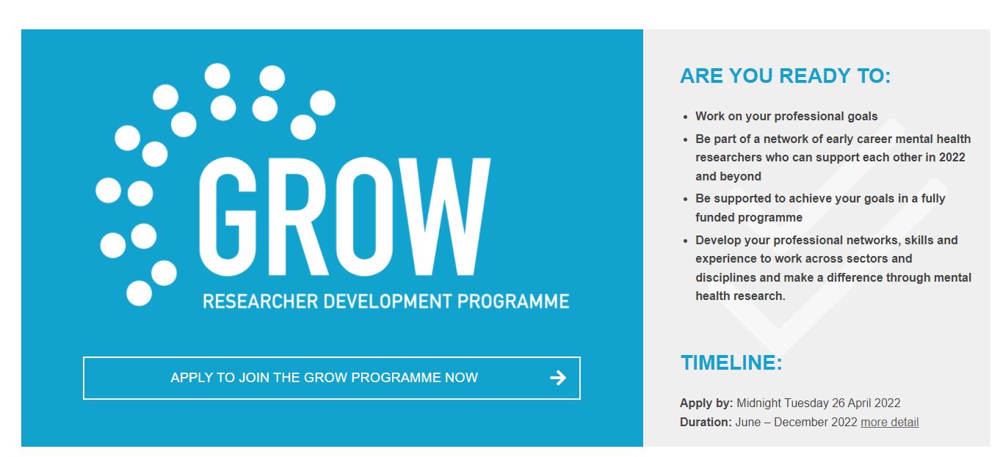 GROW
RESEARCHER DEVELOPMENT PROGRAMME
APPLY TO JOIN THE GROW PROGRAMME NOW
ARE YOU READY TO:
Work on your professional goals
Be part of a network of early career mental health
researchers who can support each other in 2022
and beyond
Be supported to achieve your goals in a fully
funded programme
Develop your professional networks, skills and
experience to work across sectors and
disciplines and make a difference through mental
health research.
TIMELINE:
Apply by: Midnight Tuesday 26 April 2022
Duration: June – December 2022 more detail